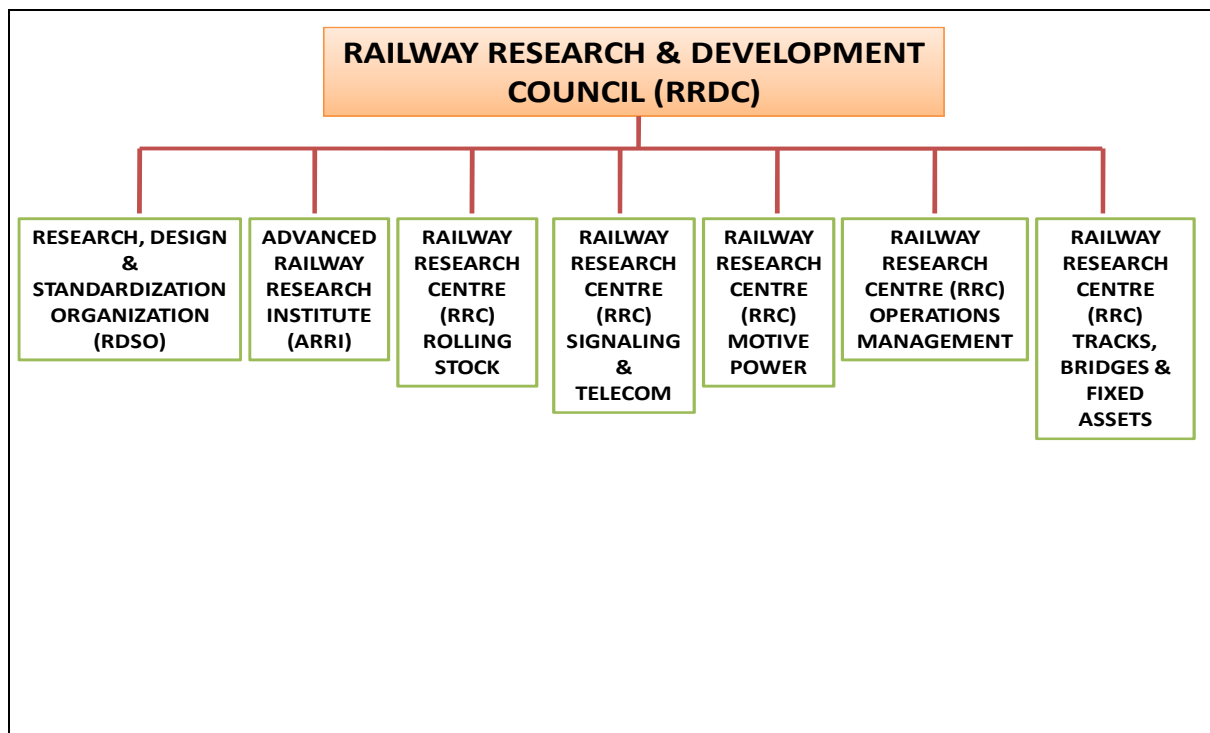 RAILWAY RESEARCH & DEVELOPMENT
COUNCIL (RRDC)
RESEARCH, DESIGN
&
STANDARDIZATION
ORGANIZATION
(RDSO)
ADVANCED
RAILWAY
RESEARCH
INSTITUTE
(ARRI)
RAILWAY
RESEARCH
CENTRE
(RRC)
ROLLING
STOCK
RAILWAY
RESEARCH
CENTRE
(RRC)
SIGNALING
&
TELECOM
RAILWAY
RESEARCH
CENTRE
(RRC)
MOTIVE
POWER
RAILWAY
RESEARCH
CENTRE (RRC)
OPERATIONS
MANAGEMENT
RAILWAY
RESEARCH
CENTRE
(RRC)
TRACKS,
BRIDGES &
FIXED
ASSETS